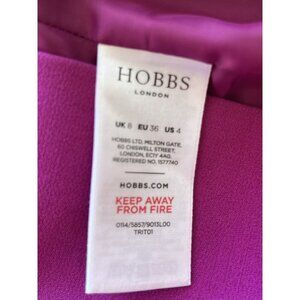 HOBBS
LONDON
UK 8 EU 36 US 4
HOBBS LTD, MILTON GATE,
60 CHISWELL STREET,
LONDON, EC1Y 4AG.
REGISTERED NO. 1577740
HOBBS.COM
KEEP AWAY
FROM FIRE
0114/5857/9013L00
TRIT01